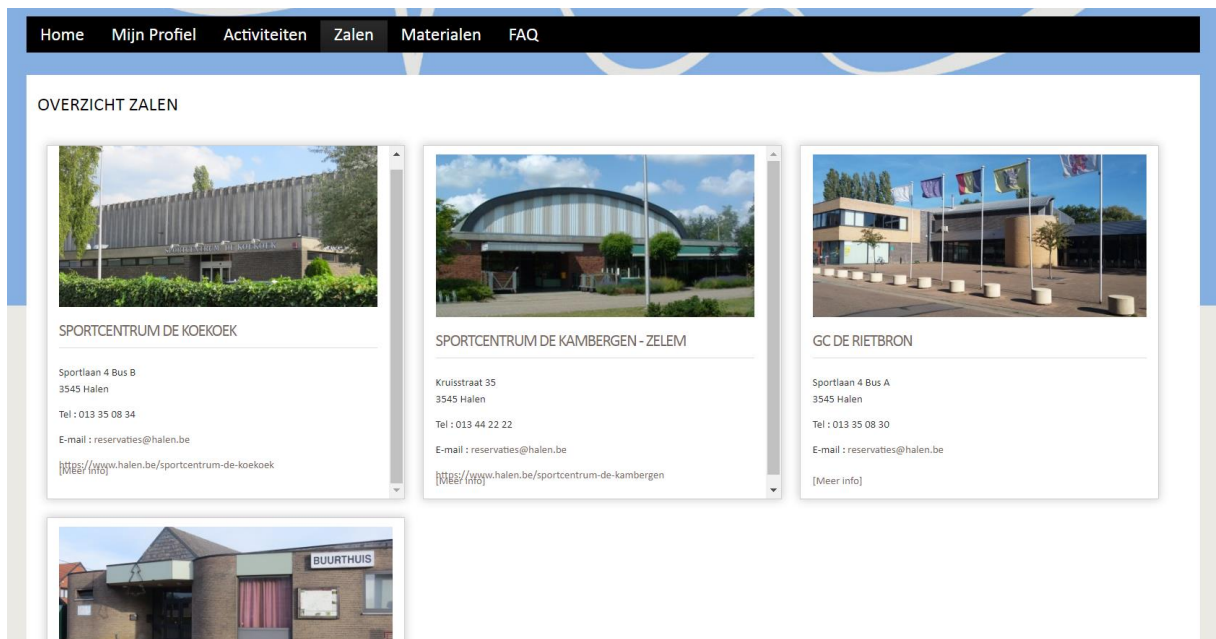 Home Mijn Profiel Activiteiten Zalen Materialen FAQ
OVERZICHT ZALEN
SPORTCENTRUM DE KOEKOEK
SPORTCENTRUM DE KOEKOEK
Sportlaan 4 Bus B
3545 Halen
Tel : 013 35 08 34
E-mail : reservaties@halen.be
https://www.halen.be/sportcentrum-de-koekoek
[Meer info]
SPORTCENTRUM DE KAMBERGEN - ZELEM
Kruisstraat 35
3545 Halen
Tel : 013 44 22 22
E-mail : reservaties@halen.be
https://www.halen.be/sportcentrum-de-kambergen
[Meer info]
GC DE RIETBRON
Sportlaan 4 Bus A
3545 Halen
Tel : 013 35 08 30
E-mail : reservaties@halen.be
[Meer info]
BUURTHUIS